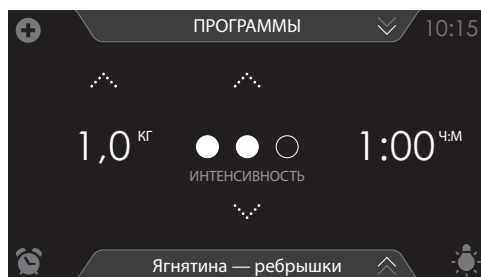 ПРОГРАММЫ
10:15
1,0 КГ
1:00 Ч:М
ИНТЕНСИВНОСТЬ
Ягнятина — ребрышки